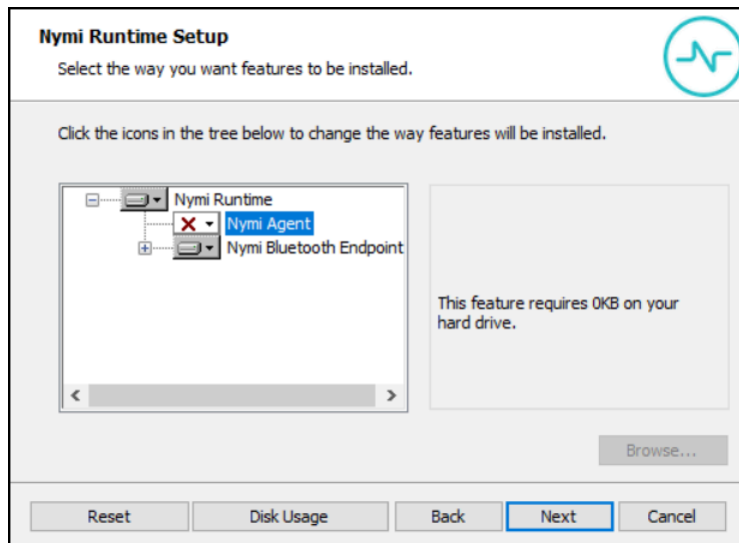 Nymi Runtime Setup
Select the way you want features to be installed.
Click the icons in the tree below to change the way features will be installed.
Nymi Runtime
Nymi Agent
Nymi Bluetooth Endpoint
This feature requires 0KB on your
hard drive.
Browse...
Reset
Disk Usage
Back
Next
Cancel